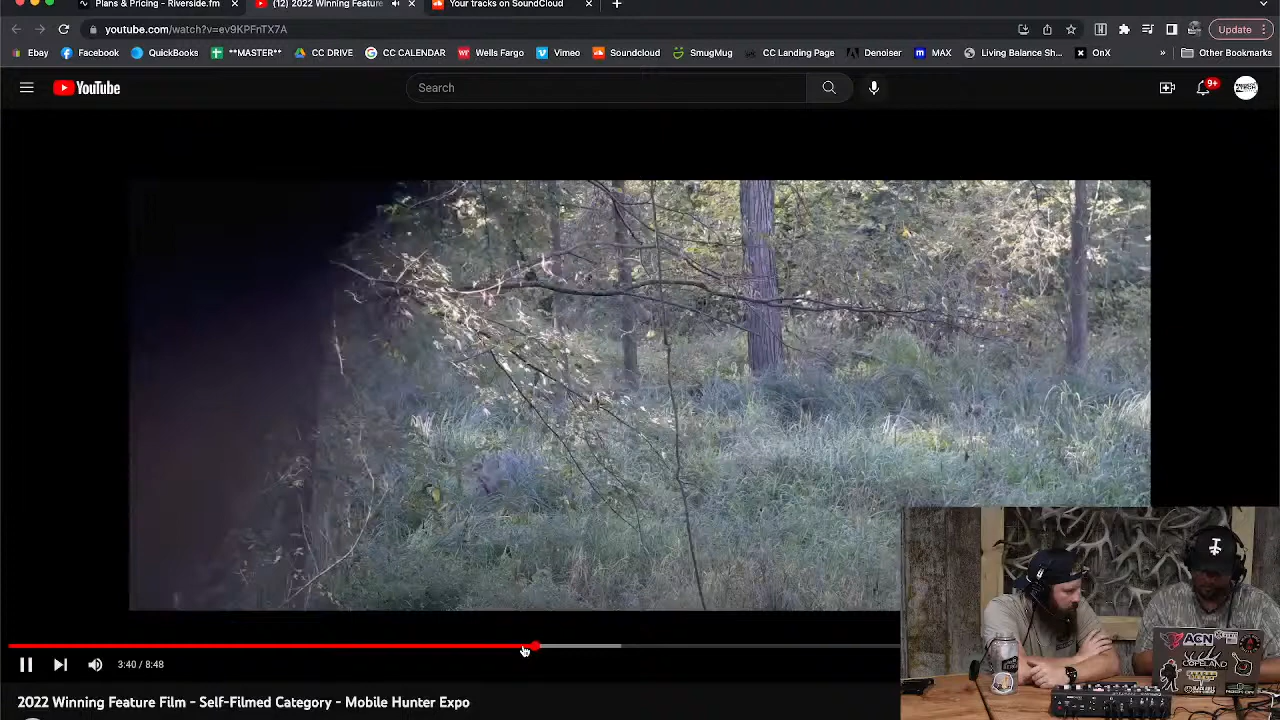 Plans & Pricing - Riverside.fm
(12) 2022 Winning Feature
Your tracks on SoundCloud
youtube.com/watch?v=ev9KPFnTX7A
Update
Ebay
Facebook
QuickBooks
**MASTER**
CC DRIVE
CC CALENDAR
Wells Fargo
Vimeo
Soundcloud
SmugMug
CC Landing Page
Denoiser
MAX
Living Balance Sh...
OnX
»
Other Bookmarks
YouTube
Search
9+
3:40 / 8:48
2022 Winning Feature Film - Self-Filmed Category - Mobile Hunter Expo
AGN
COPELAND